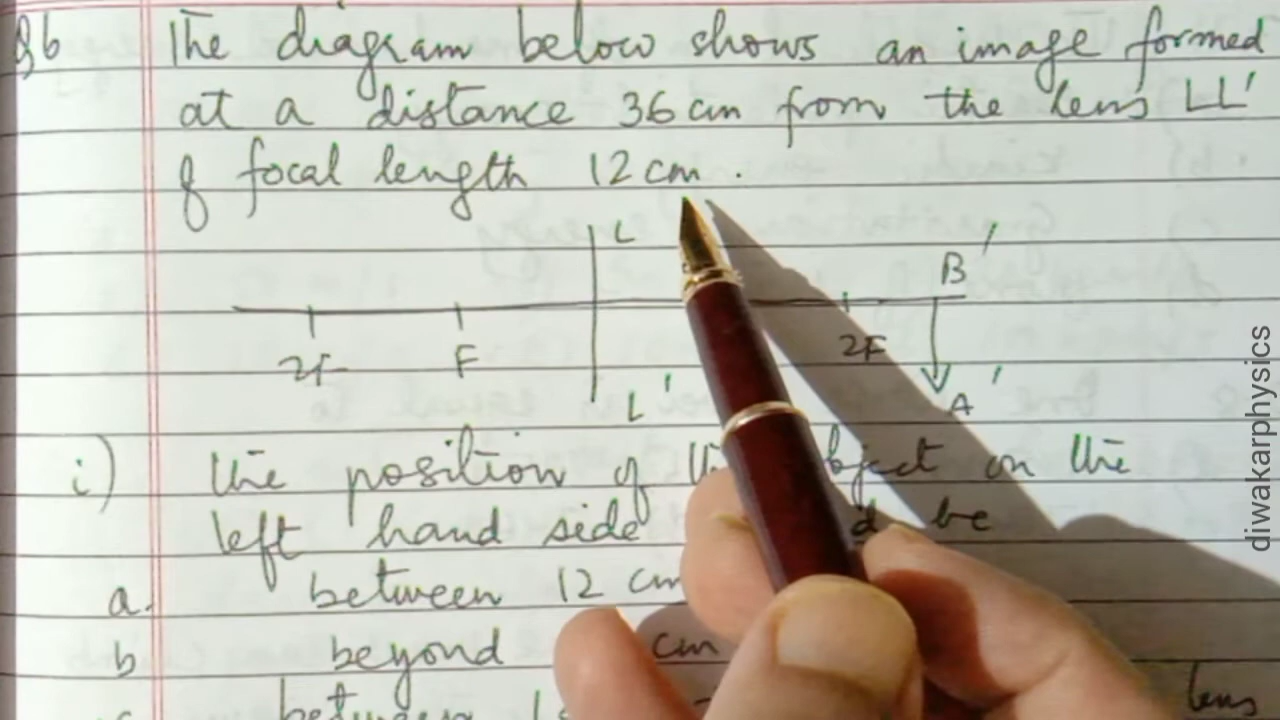 Q6 The diagram below shows an image formed
at a distance 36 cm from the lens LL'
of focal length 12 cm.
L
B'
2F F 2F
L' A'
i) The position of the object on the
left hand side be
a. between 12 cm
b beyond cm
c between lens
diwakarphysics